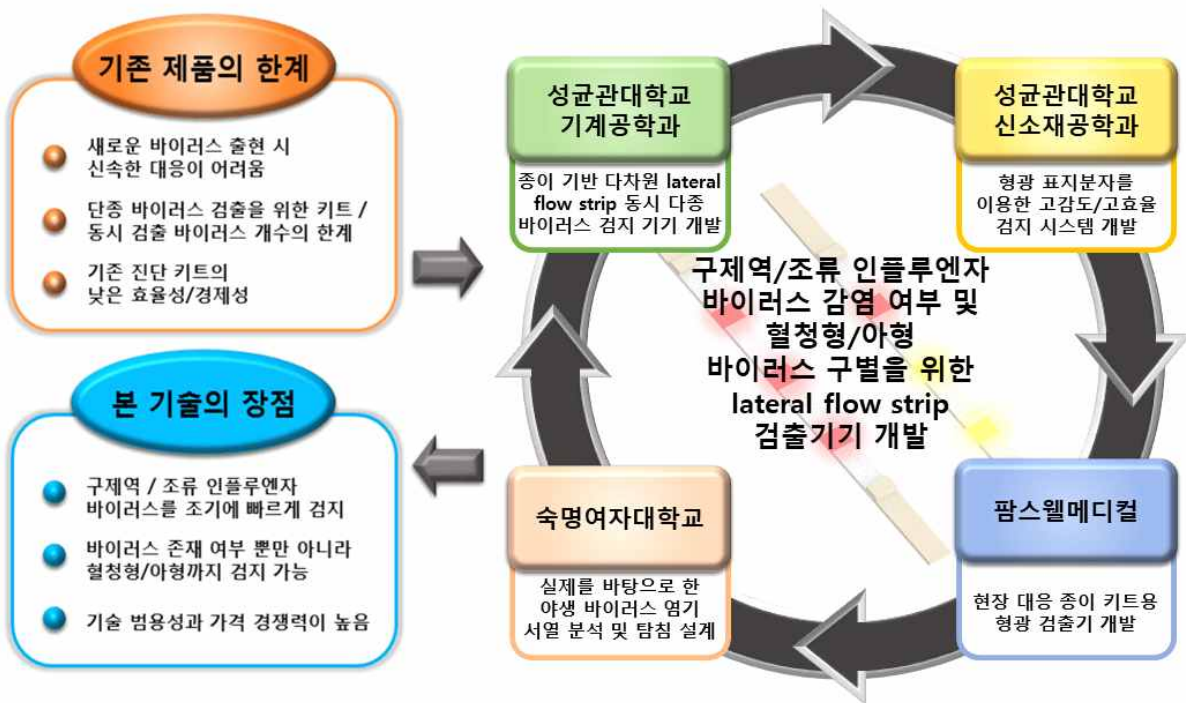 기존 제품의 한계
새로운 바이러스 출현 시
신속한 대응이 어려움
단종 바이러스 검출을 위한 키트 /
동시 검출 바이러스 개수의 한계
기존 진단 키트의
낮은 효율성/경제성
본 기술의 장점
구제역 / 조류 인플루엔자
바이러스를 조기에 빠르게 검지
바이러스 존재 여부 뿐만 아니라
혈청형/아형까지 검지 가능
기술 범용성과 가격 경쟁력이 높음
성균관대학교
기계공학과
종이 기반 다차원 lateral
flow strip 동시 다종
바이러스 검지 기기 개발
성균관대학교
신소재공학과
형광 표지분자를
이용한 고감도/고효율
검지 시스템 개발
구제역/조류 인플루엔자
바이러스 감염 여부 및
혈청형/아형
바이러스 구별을 위한
lateral flow strip
검출기기 개발
숙명여자대학교
실제를 바탕으로 한
야생 바이러스 염기
서열 분석 및 탐침 설계
팜스웰메디컬
현장 대응 종이 키트용
형광 검출기 개발